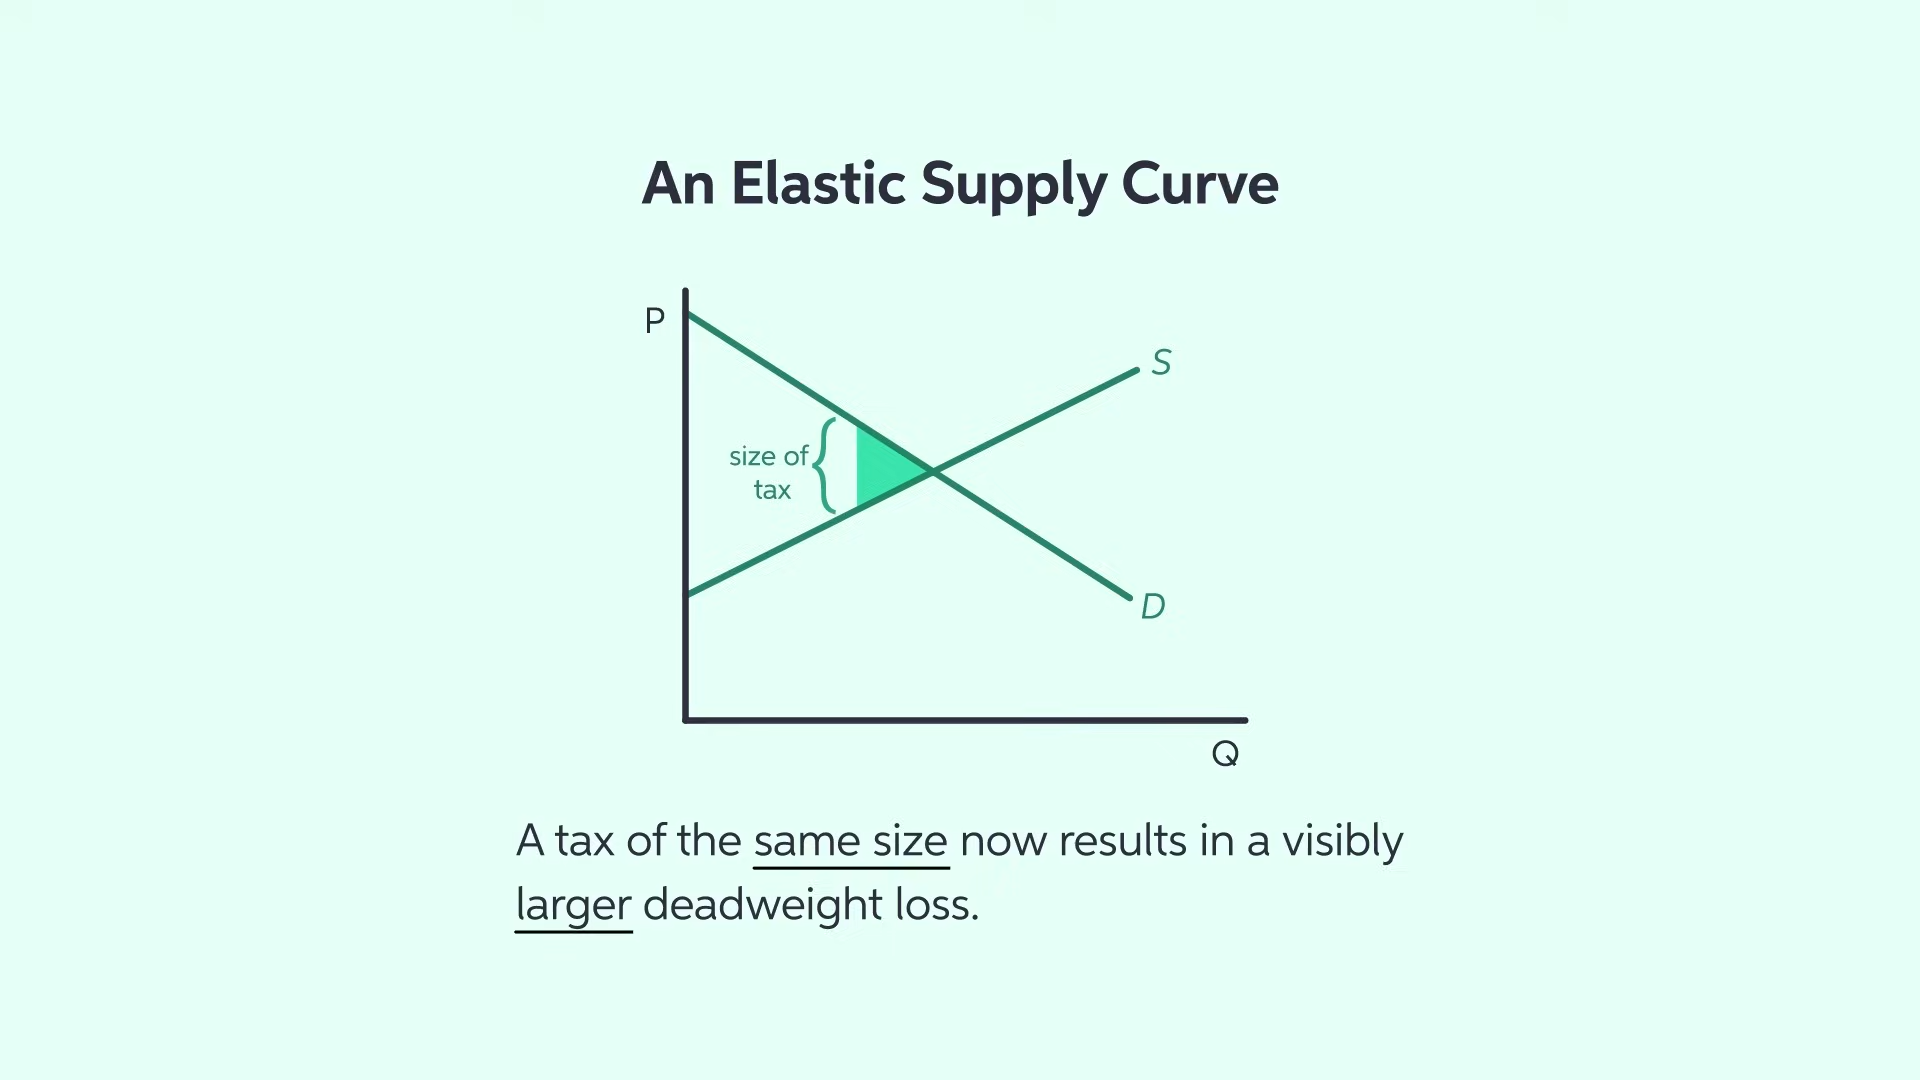 An Elastic Supply Curve
P
S
size of
tax
D
Q
A tax of the same size now results in a visibly
larger deadweight loss.